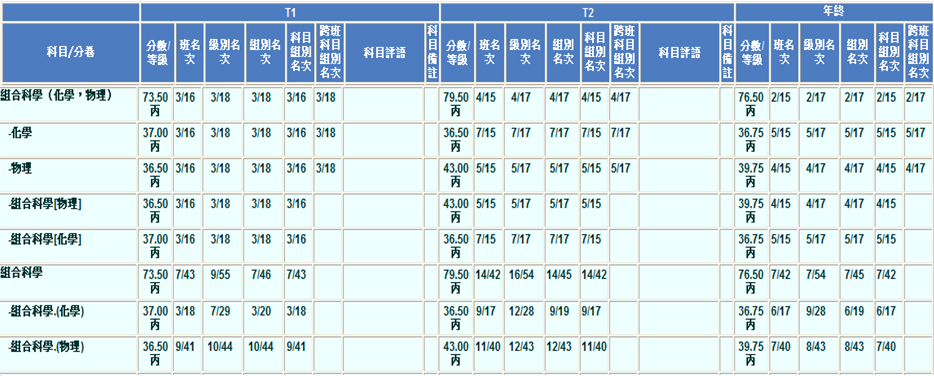 T1 T2 年終
科目/分卷 分數/等級 班名次 級別名次 組別名次 科目組別名次 跨班科目組別名次 科目評語 科目備註 分數/等級 班名次 級別名次 組別名次 科目組別名次 跨班科目組別名次 科目評語 科目備註 分數/等級 班名次 級別名次 組別名次 科目組別名次 跨班科目組別名次
組合科學（化學，物理） 73.50 丙 3/16 3/18 3/18 3/16 3/18 79.50 丙 4/15 4/17 4/17 4/15 4/17 76.50 丙 2/15 2/17 2/17 2/15 2/17
-化學 37.00 丙 3/16 3/18 3/18 3/16 3/18 36.50 丙 7/15 7/17 7/17 7/15 7/17 36.75 丙 5/15 5/17 5/17 5/15 5/17
-物理 36.50 丙 3/16 3/18 3/18 3/16 3/18 43.00 丙 5/15 5/17 5/17 5/15 5/17 39.75 丙 4/15 4/17 4/17 4/15 4/17
-組合科學[物理] 36.50 丙 3/16 3/18 3/18 3/16 43.00 丙 5/15 5/17 5/17 5/15 39.75 丙 4/15 4/17 4/17 4/15
-組合科學[化學] 37.00 丙 3/16 3/18 3/18 3/16 36.50 丙 7/15 7/17 7/17 7/15 36.75 丙 5/15 5/17 5/17 5/15
組合科學 73.50 丙 7/43 9/55 7/46 7/43 79.50 丙 14/42 16/54 14/45 14/42 76.50 丙 7/42 7/54 7/45 7/42
-組合科學.(化學) 37.00 丙 3/18 7/29 3/20 3/18 36.50 丙 9/17 12/28 9/19 9/17 36.75 丙 6/17 9/28 6/19 6/17
-組合科學.(物理) 36.50 丙 9/41 10/44 10/44 9/41 43.00 丙 11/40 12/43 12/43 11/40 39.75 丙 7/40 8/43 8/43 7/40